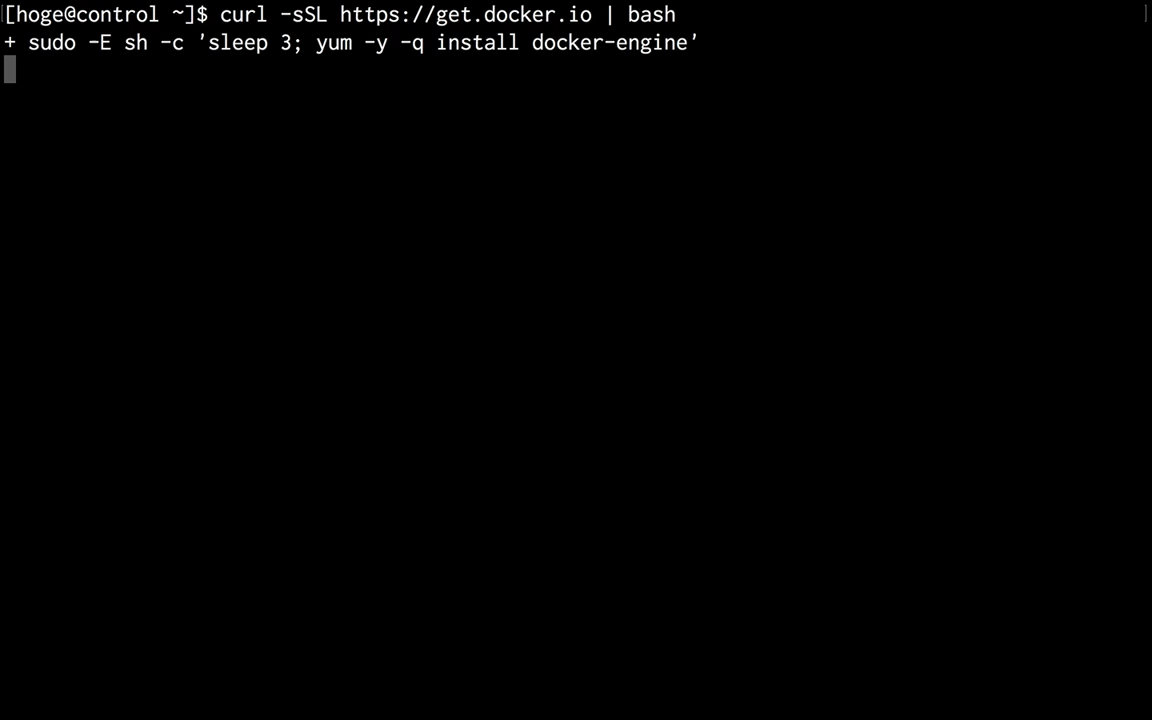 [hoge@control ~]$ curl -sSL https://get.docker.io | bash
+ sudo -E sh -c 'sleep 3; yum -y -q install docker-engine'